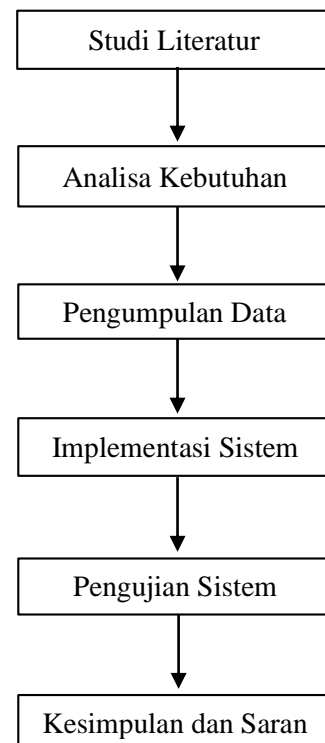 Studi Literatur
Analisa Kebutuhan
Pengumpulan Data
Implementasi Sistem
Pengujian Sistem
Kesimpulan dan Saran